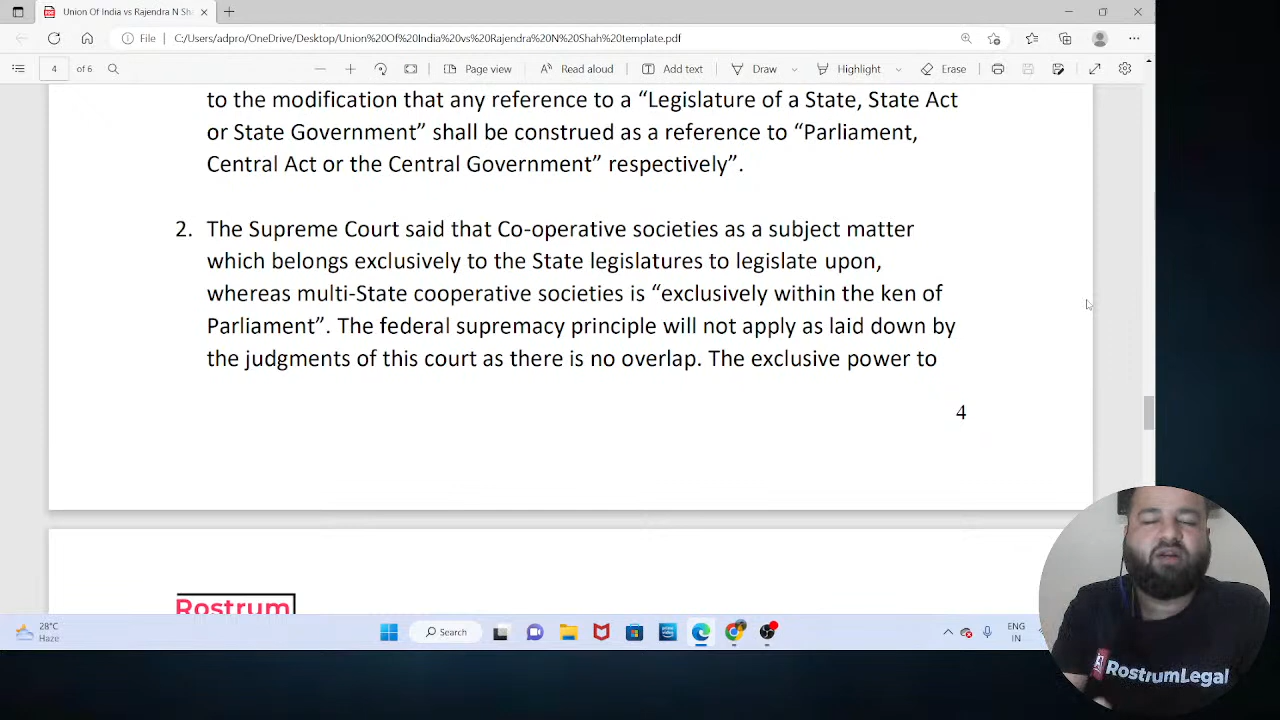 Union Of India vs Rajendra N Sha
File
C:/Users/adpro/OneDrive/Desktop/Union%20Of%20India%20vs%20Rajendra%20N%20Shah%20template.pdf
4 of 6
Page view
Read aloud
Add text
Draw
Highlight
Erase
to the modification that any reference to a “Legislature of a State, State Act
or State Government” shall be construed as a reference to “Parliament,
Central Act or the Central Government” respectively”.
2. The Supreme Court said that Co-operative societies as a subject matter
which belongs exclusively to the State legislatures to legislate upon,
whereas multi-State cooperative societies is “exclusively within the ken of
Parliament”. The federal supremacy principle will not apply as laid down by
the judgments of this court as there is no overlap. The exclusive power to
4
Rostrum
RostrumLegal
28°C
Haze
Search
ENG
IN